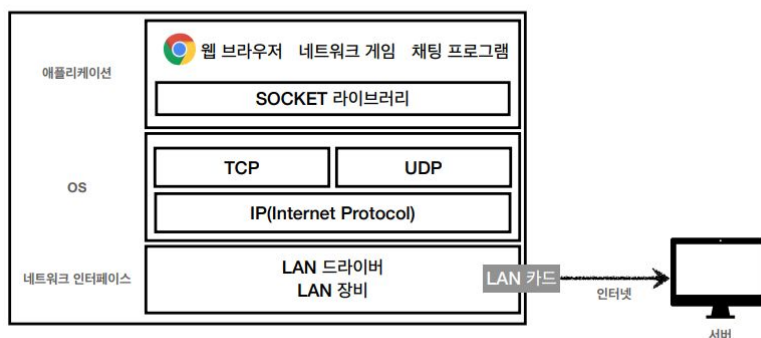 애플리케이션
웹 브라우저 네트워크 게임 채팅 프로그램
SOCKET 라이브러리
OS
TCP UDP
IP(Internet Protocol)
네트워크 인터페이스
LAN 드라이버
LAN 장비
LAN 카드
인터넷
서버